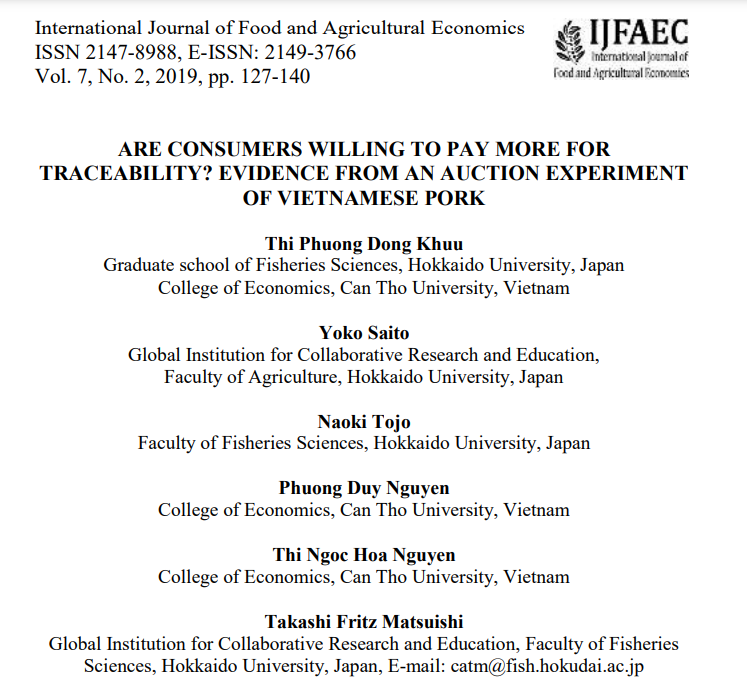 International Journal of Food and Agricultural Economics
ISSN 2147-8988, E-ISSN: 2149-3766
Vol. 7, No. 2, 2019, pp. 127-140
IJFAEC
International Journal of
Food and Agricultural Economics
ARE CONSUMERS WILLING TO PAY MORE FOR
TRACEABILITY? EVIDENCE FROM AN AUCTION EXPERIMENT
OF VIETNAMESE PORK
Thi Phuong Dong Khuu
Graduate school of Fisheries Sciences, Hokkaido University, Japan
College of Economics, Can Tho University, Vietnam
Yoko Saito
Global Institution for Collaborative Research and Education,
Faculty of Agriculture, Hokkaido University, Japan
Naoki Tojo
Faculty of Fisheries Sciences, Hokkaido University, Japan
Phuong Duy Nguyen
College of Economics, Can Tho University, Vietnam
Thi Ngoc Hoa Nguyen
College of Economics, Can Tho University, Vietnam
Takashi Fritz Matsuishi
Global Institution for Collaborative Research and Education, Faculty of Fisheries
Sciences, Hokkaido University, Japan, E-mail: catm@fish.hokudai.ac.jp